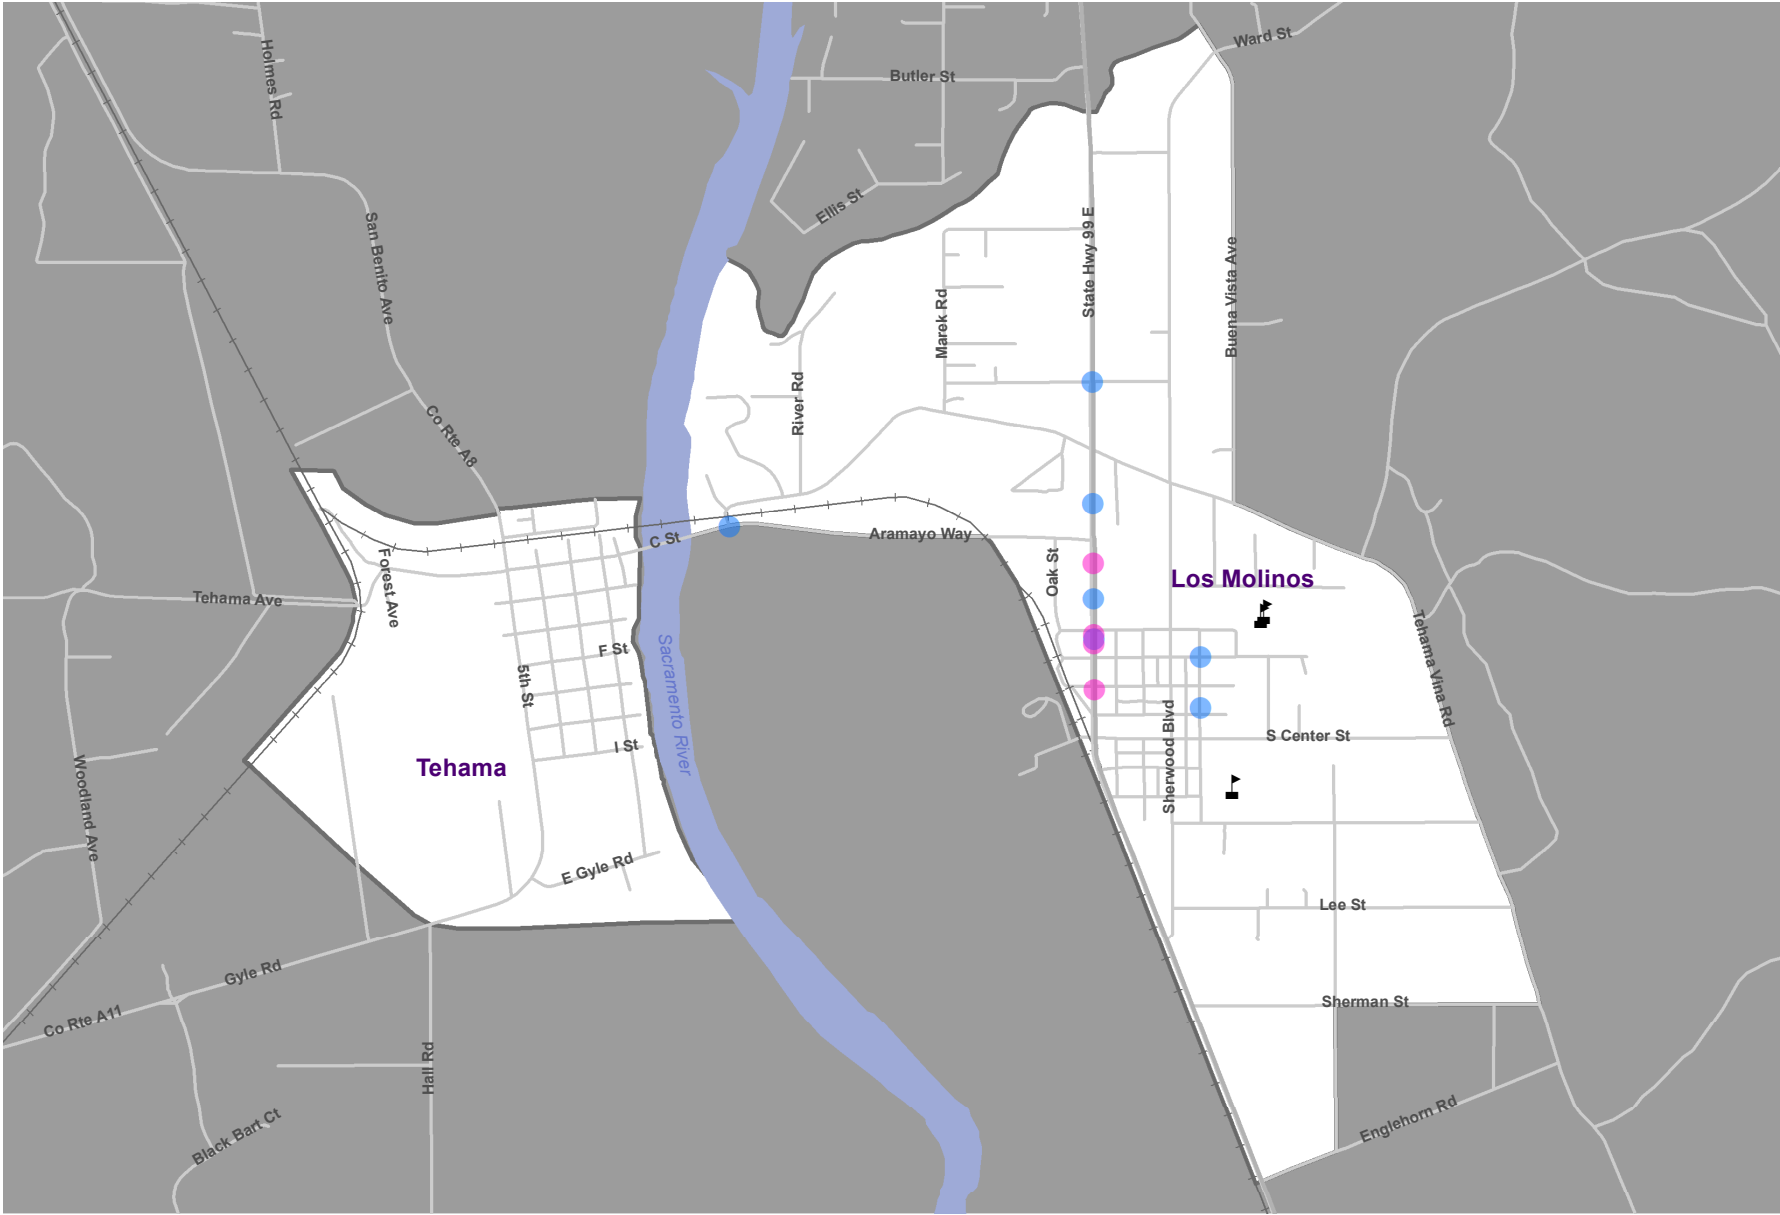 Ward St
Holmes Rd
Butler St
Ellis St
San Benito Ave
State Hwy 99 E
Buena Vista Ave
Marek Rd
River Rd
Co Rte A8
C St
Aramayo Way
Oak St
Los Molinos
Forest Ave
Tehama Ave
F St
5th St
Sacramento River
Tehama Vina Rd
Sherwood Blvd
S Center St
I St
Tehama
Woodland Ave
E Gyle Rd
Lee St
Gyle Rd
Sherman St
Co Rte A11
Hall Rd
Englehorn Rd
Black Bart Ct